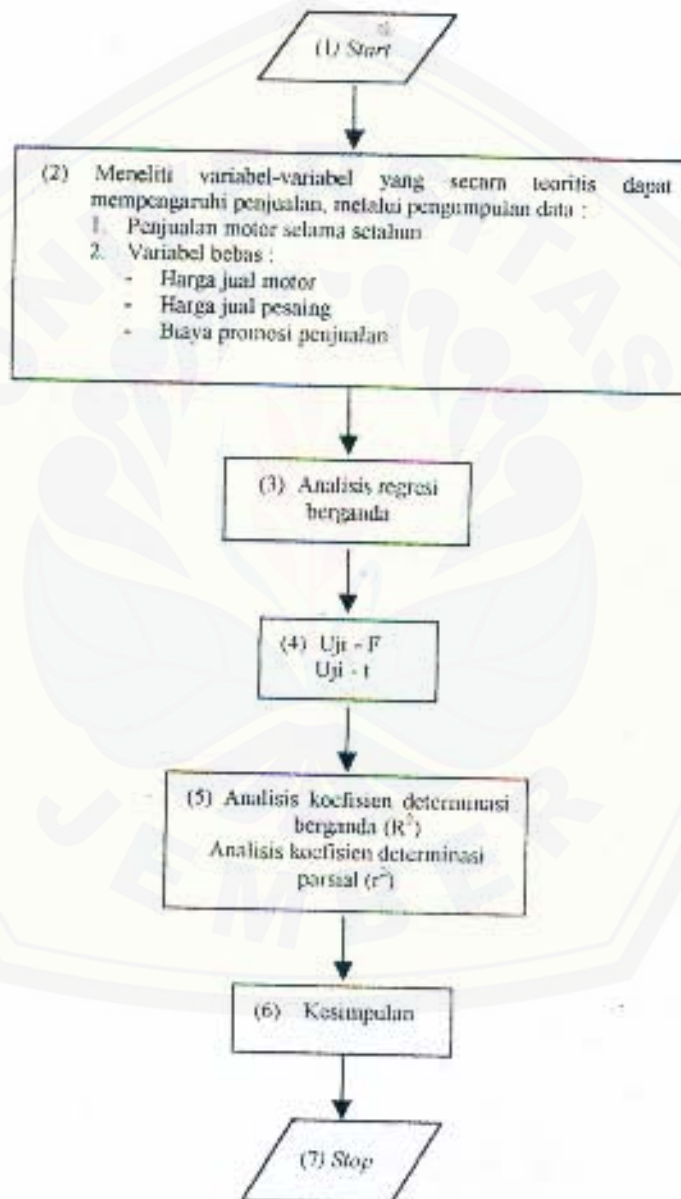 (1) Start
(2) Meneliti variabel-variabel yang secara teoritis dapat
mempengaruhi penjualan, melalui pengumpulan data :
1. Penjualan motor selama setahun
2. Variabel bebas :
- Harga jual motor
- Harga jual pesaing
- Biaya promosi penjualan
(3) Analisis regresi
berganda
(4) Uji - F
Uji - t
(5) Analisis koefisien determinasi
berganda (R²)
Analisis koefisien determinasi
parsial (r²)
(6) Kesimpulan
(7) Stop
UNIVERSITAS
JEMBER